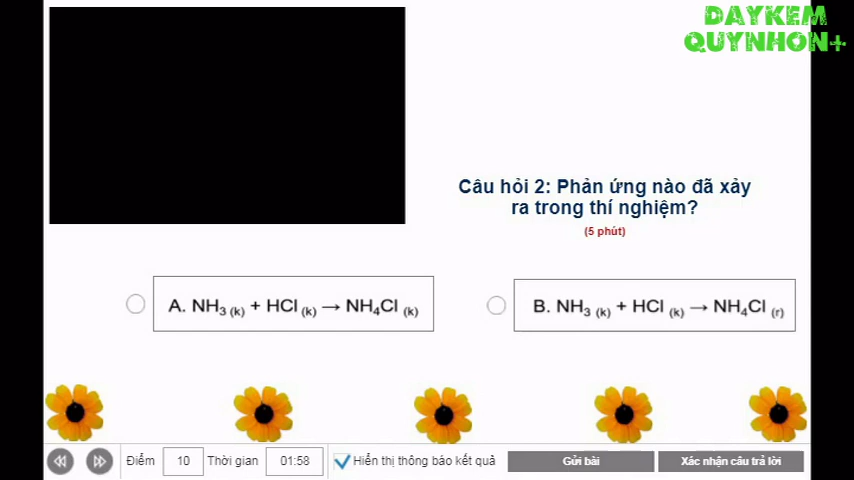 DAYKEM
QUYNHON+
Câu hỏi 2: Phản ứng nào đã xảy
ra trong thí nghiệm?
(5 phút)
A. NH₃ (k) + HCl (k) → NH₄Cl (k)
B. NH₃ (k) + HCl (k) → NH₄Cl (r)
Điểm 10 Thời gian 01:58 Hiển thị thông báo kết quả Gửi bài Xác nhận câu trả lời